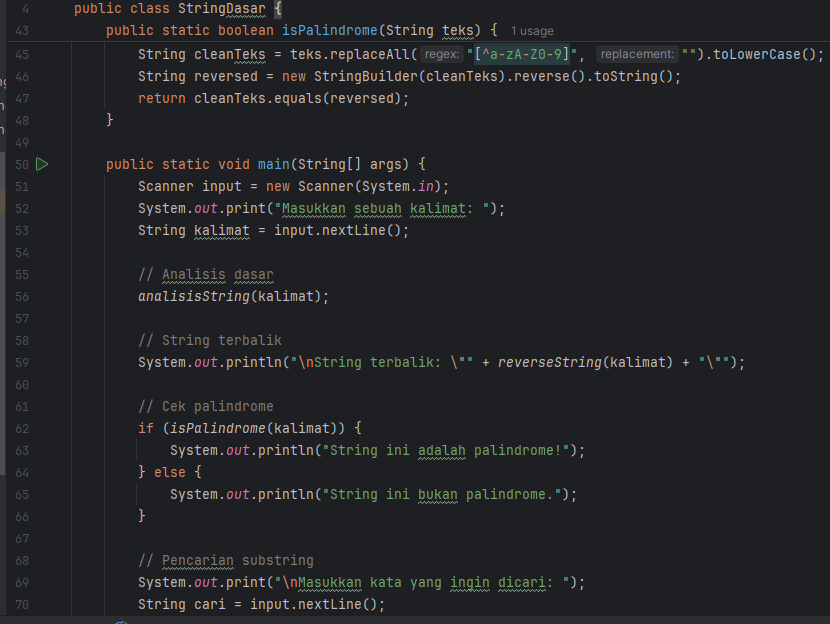 4 public class StringDasar {
43 public static boolean isPalindrome(String teks) { 1 usage
45 String cleanTeks = teks.replaceAll( regex: "[^a-zA-Z0-9]", replacement: "").toLowerCase();
46 String reversed = new StringBuilder(cleanTeks).reverse().toString();
47 return cleanTeks.equals(reversed);
48 }
49
50 public static void main(String[] args) {
51 Scanner input = new Scanner(System.in);
52 System.out.print("Masukkan sebuah kalimat: ");
53 String kalimat = input.nextLine();
54
55 // Analisis dasar
56 analisisString(kalimat);
57
58 // String terbalik
59 System.out.println("\nString terbalik: \"" + reverseString(kalimat) + "\"");
60
61 // Cek palindrome
62 if (isPalindrome(kalimat)) {
63 System.out.println("String ini adalah palindrome!");
64 } else {
65 System.out.println("String ini bukan palindrome.");
66 }
67
68 // Pencarian substring
69 System.out.print("\nMasukkan kata yang ingin dicari: ");
70 String cari = input.nextLine();